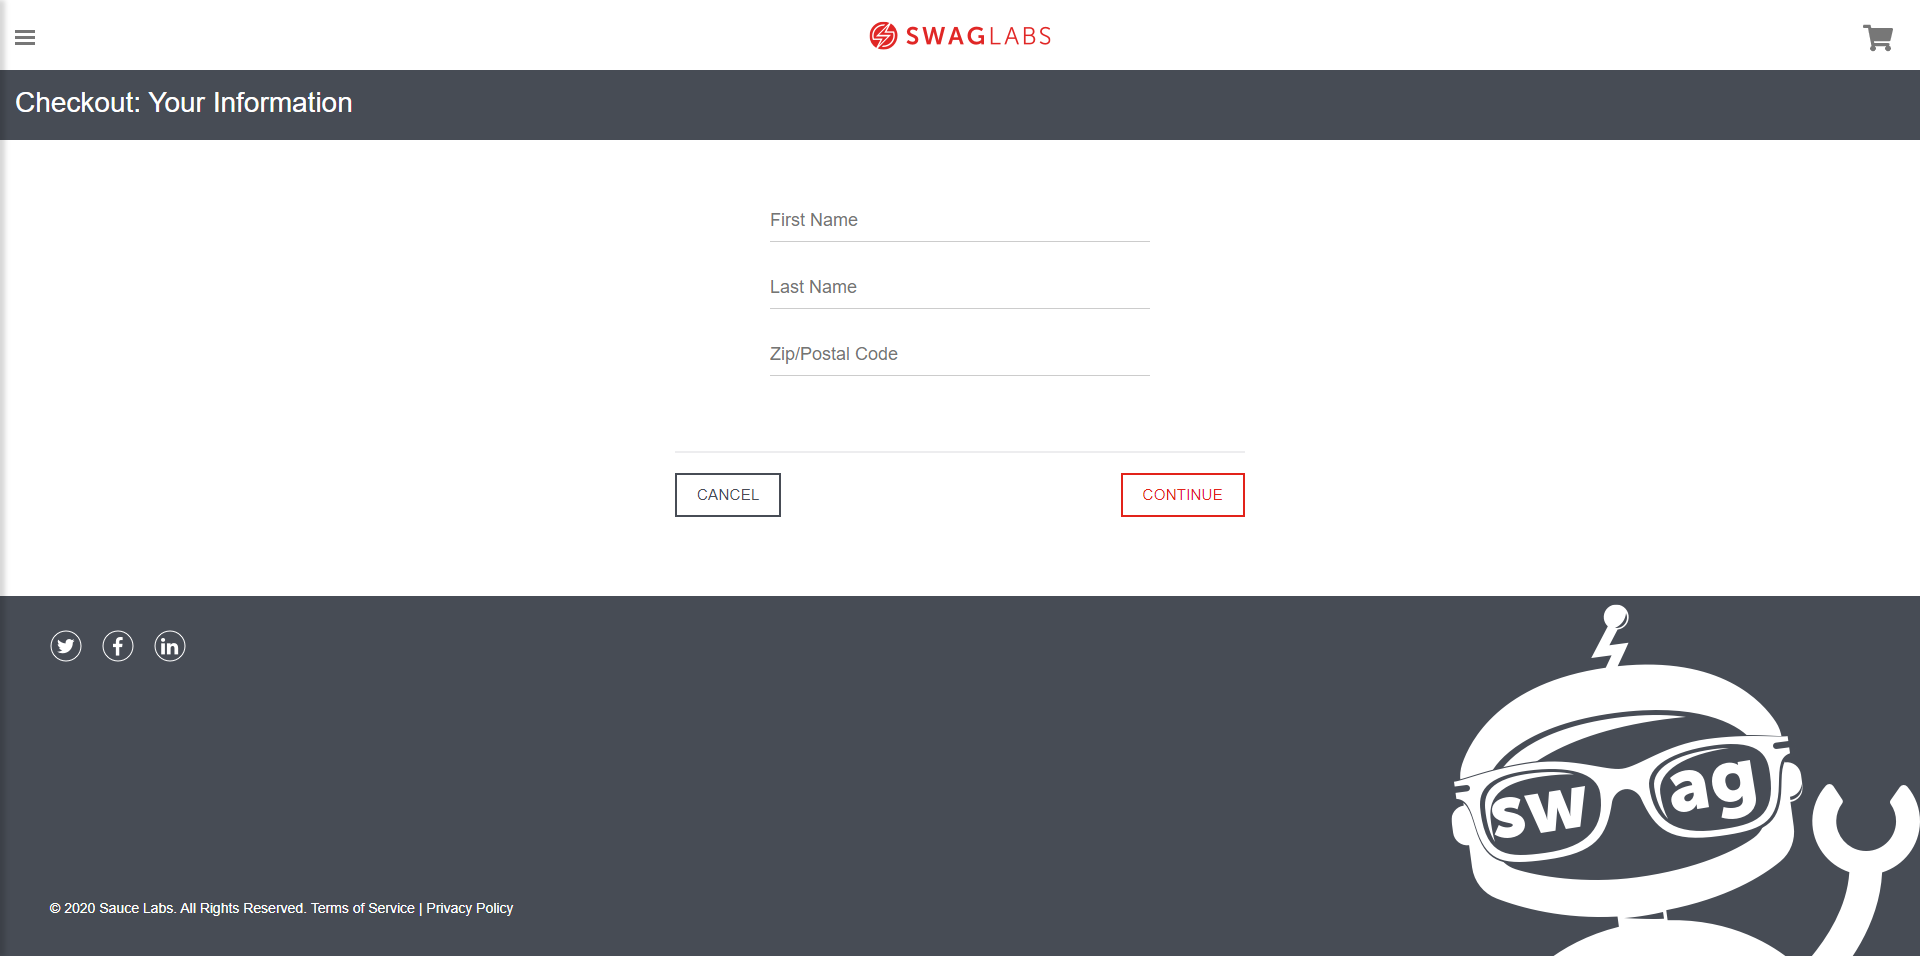 SWAGLABS
Checkout: Your Information
First Name
Last Name
Zip/Postal Code
CANCEL
CONTINUE
© 2020 Sauce Labs. All Rights Reserved. Terms of Service | Privacy Policy
sw ag